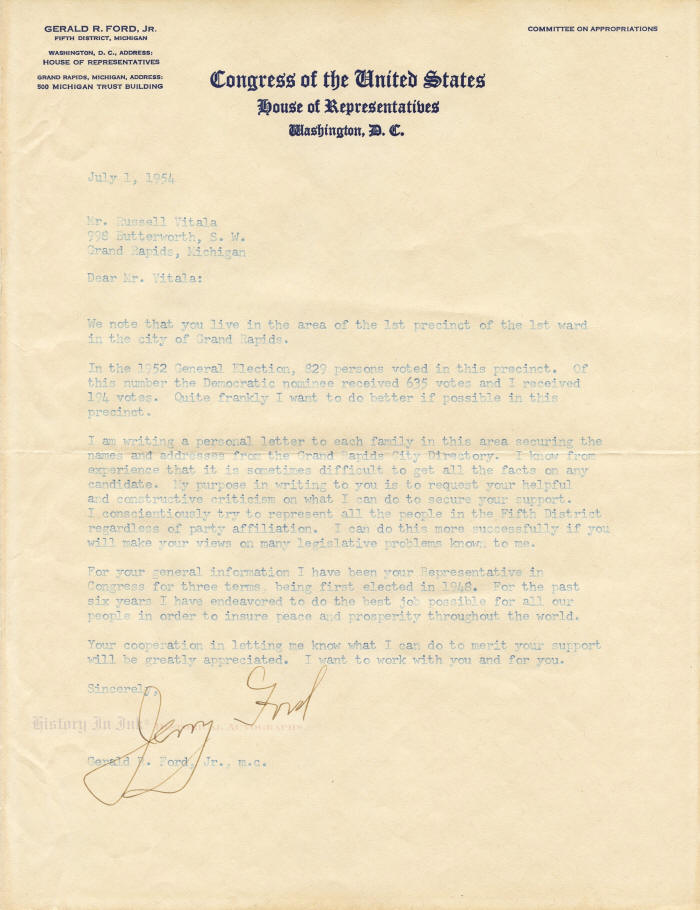 GERALD R. FORD, JR.
FIFTH DISTRICT, MICHIGAN
WASHINGTON, D. C., ADDRESS:
HOUSE OF REPRESENTATIVES
GRAND RAPIDS, MICHIGAN, ADDRESS:
500 MICHIGAN TRUST BUILDING
COMMITTEE ON APPROPRIATIONS
Congress of the United States
House of Representatives
Washington, D. C.
July 1, 1954
Mr. Russell Vitala
998 Butterworth, S. W.
Grand Rapids, Michigan
Dear Mr. Vitala:
We note that you live in the area of the 1st precinct of the 1st ward
in the city of Grand Rapids.
In the 1952 General Election, 829 persons voted in this precinct. Of
this number the Democratic nominee received 635 votes and I received
194 votes. Quite frankly I want to do better if possible in this
precinct.
I am writing a personal letter to each family in this area securing the
names and addresses from the Grand Rapids City Directory. I know from
experience that it is sometimes difficult to get all the facts on any
candidate. My purpose in writing to you is to request your helpful
and constructive criticism on what I can do to secure your support.
I conscientiously try to represent all the people in the Fifth District
regardless of party affiliation. I can do this more successfully if you
will make your views on many legislative problems known to me.
For your general information I have been your Representative in
Congress for three terms being first elected in 1948. For the past
six years I have endeavored to do the best job possible for all our
people in order to insure peace and prosperity throughout the world.
Your cooperation in letting me know what I can do to merit your support
will be greatly appreciated. I want to work with you and for you.
Sincerely,
Jerry Ford
History In Ink AUTOGRAPHS
Gerald R. Ford, Jr., m.c.